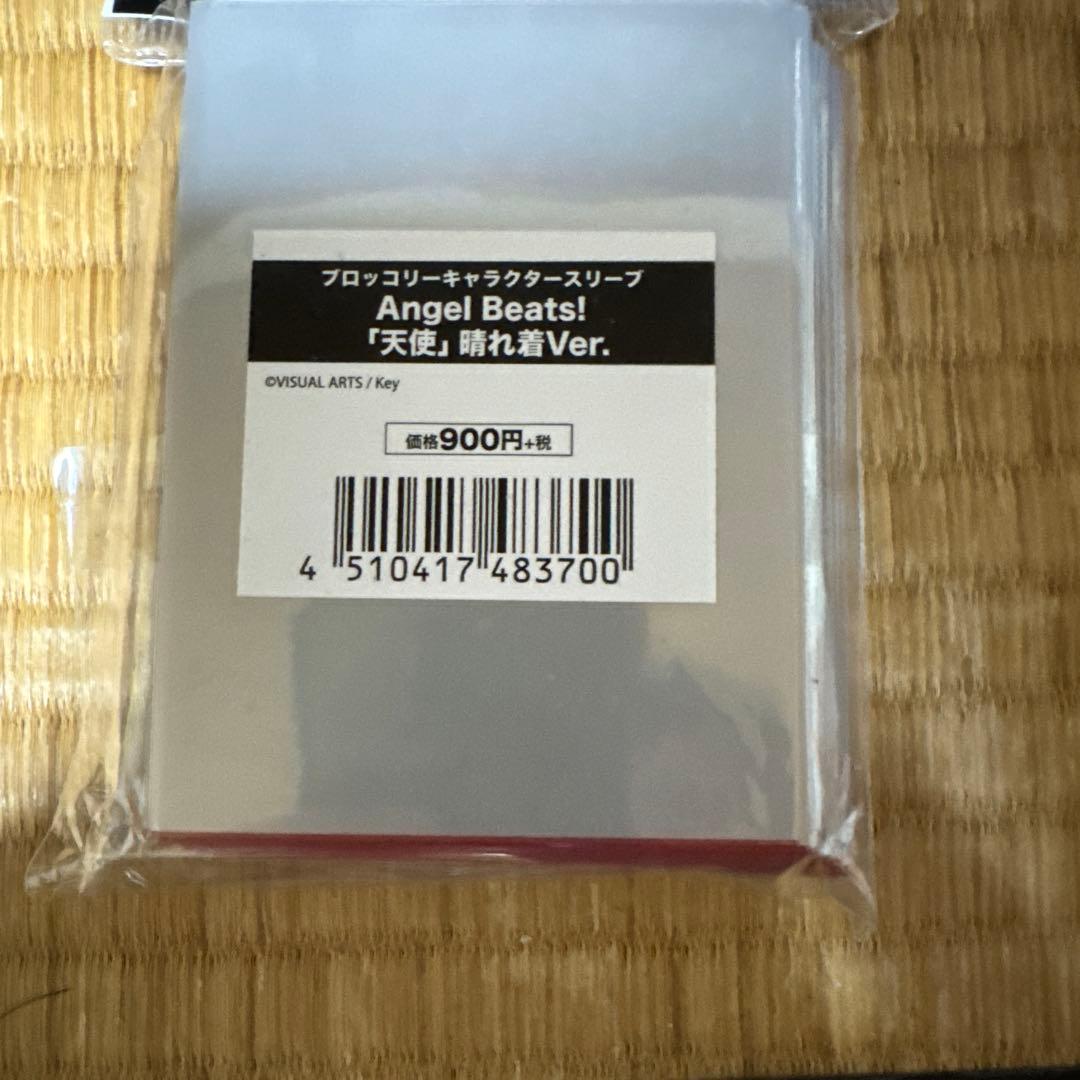 ブロッコリーキャラクタースリーブ
Angel Beats!
「天使」晴れ着Ver.
©VISUAL ARTS / Key
価格900円+税
4 510417 483700